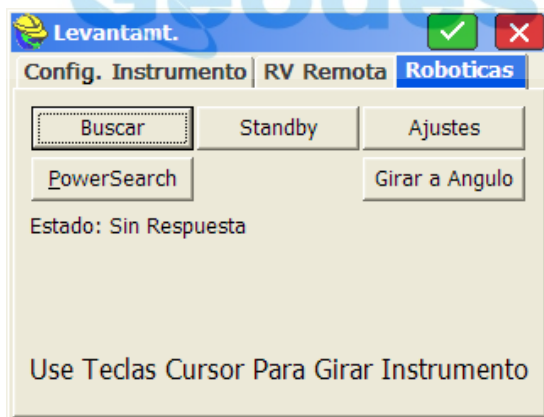 Geodes
Levantamt.
Config. Instrumento RV Remota Roboticas
Buscar Standby Ajustes
PowerSearch Girar a Angulo
Estado: Sin Respuesta
Use Teclas Cursor Para Girar Instrumento